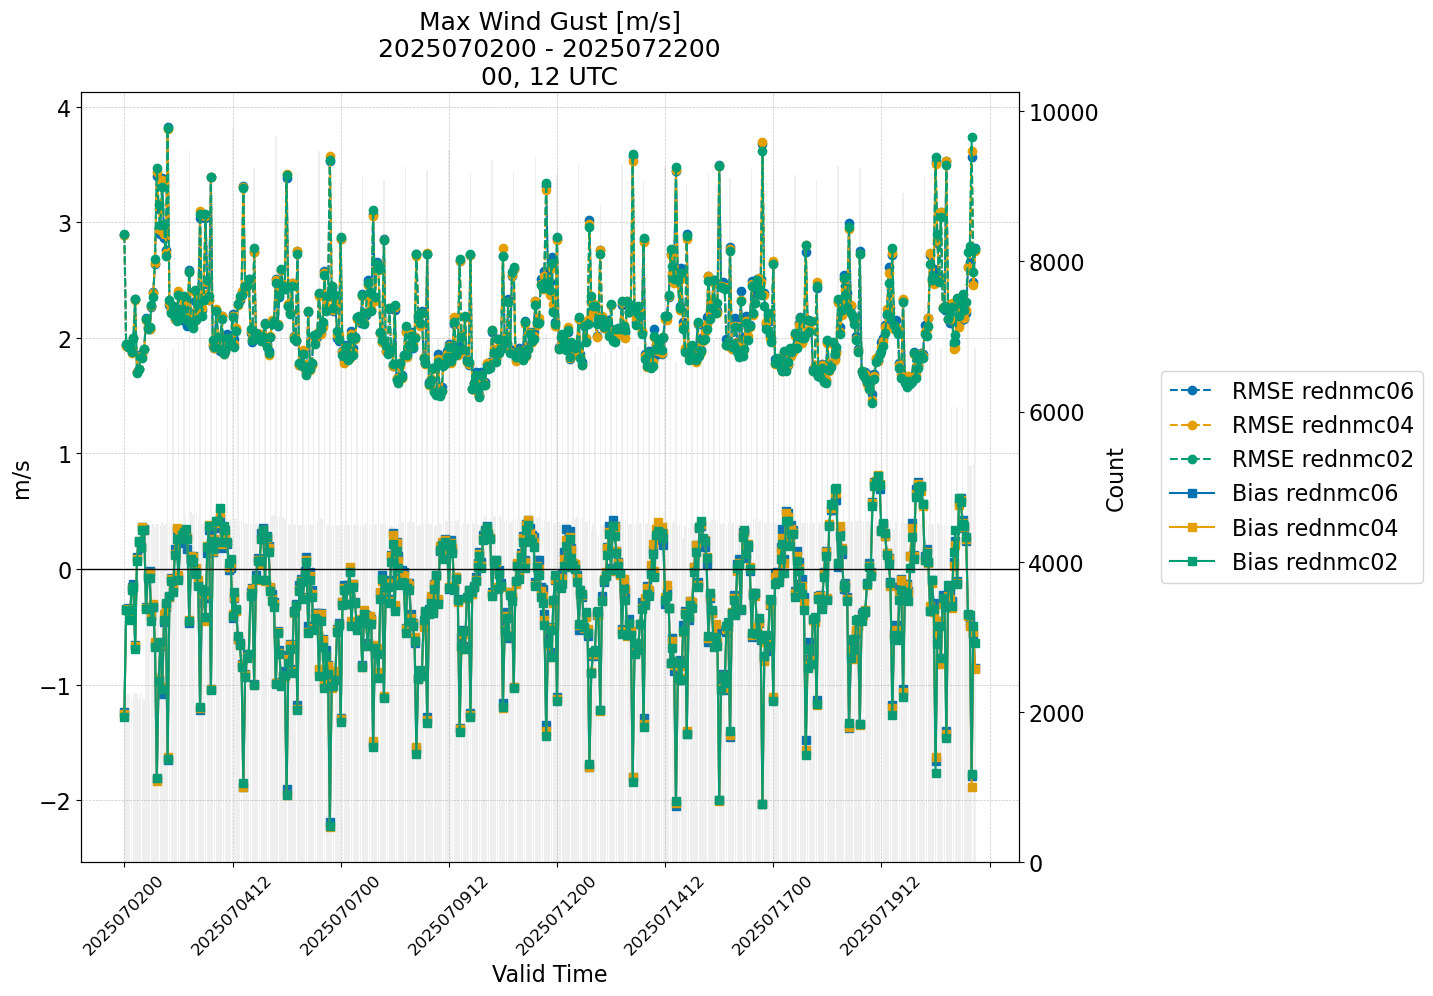 Max Wind Gust [m/s]
2025070200 - 2025072200
00, 12 UTC
4
3
2
1
0
−1
−2
m/s
10000
8000
6000
4000
2000
0
Count
2025070200
2025070412
2025070700
2025070912
2025071200
2025071412
2025071700
2025071912
Valid Time
RMSE rednmc06
RMSE rednmc04
RMSE rednmc02
Bias rednmc06
Bias rednmc04
Bias rednmc02